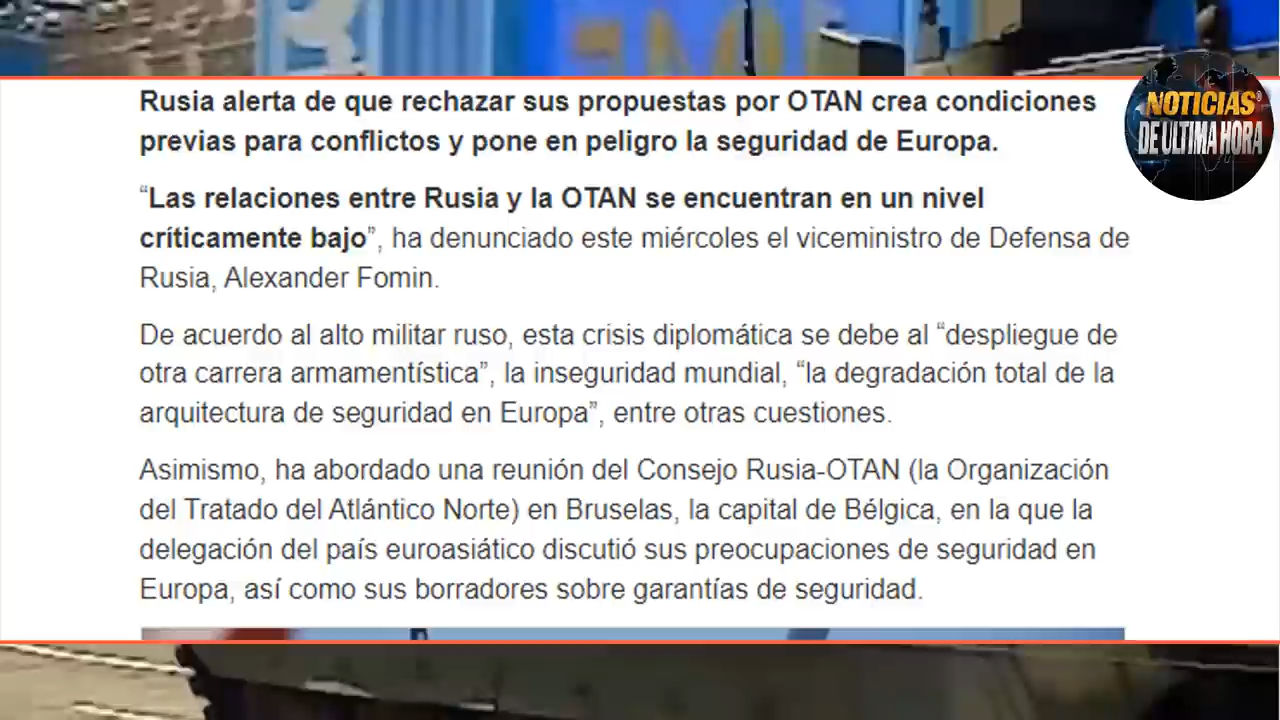 Rusia alerta de que rechazar sus propuestas por OTAN crea condiciones
previas para conflictos y pone en peligro la seguridad de Europa.
“Las relaciones entre Rusia y la OTAN se encuentran en un nivel
críticamente bajo”, ha denunciado este miércoles el viceministro de Defensa de
Rusia, Alexander Fomin.
De acuerdo al alto militar ruso, esta crisis diplomática se debe al “despliegue de
otra carrera armamentística”, la inseguridad mundial, “la degradación total de la
arquitectura de seguridad en Europa”, entre otras cuestiones.
Asimismo, ha abordado una reunión del Consejo Rusia-OTAN (la Organización
del Tratado del Atlántico Norte) en Bruselas, la capital de Bélgica, en la que la
delegación del país euroasiático discutió sus preocupaciones de seguridad en
Europa, así como sus borradores sobre garantías de seguridad.
NOTICIAS®
DE ULTIMA HORA